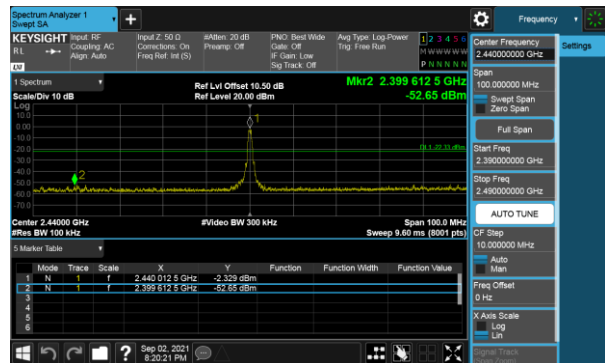 Spectrum Analyzer 1
Swept SA
+
Frequency
KEYSIGHT
RL
Input: RF
Coupling: AC
Align: Auto
Input Z: 50 Ω
Corrections: On
Freq Ref: Int (S)
#Atten: 20 dB
Preamp: Off
PNO: Best Wide
Gate: Off
IF Gain: Low
Sig Track: Off
Avg Type: Log-Power
Trig: Free Run
1 2 3 4 5 6
M W W W W W
P N N N N N
Center Frequency
2.440000000 GHz
Settings
Span
100.000000 MHz
Swept Span
Zero Span
Full Span
Start Freq
2.390000000 GHz
Stop Freq
2.490000000 GHz
AUTO TUNE
CF Step
10.000000 MHz
Auto
Man
Freq Offset
0 Hz
X Axis Scale
Log
Lin
Signal Track
1 Spectrum
Scale/Div 10 dB
Ref Lvl Offset 10.50 dB
Ref Level 20.00 dBm
Mkr2 2.399 612 5 GHz
-52.65 dBm
Log
10.0
0.00
-10.0
-20.0
-30.0
-40.0
-50.0
-60.0
-70.0
1
2
DL1 -22.33 dBm
Center 2.44000 GHz
#Res BW 100 kHz
#Video BW 300 kHz
Span 100.0 MHz
Sweep 9.60 ms (8001 pts)
5 Marker Table
Mode Trace Scale X Y Function Function Width Function Value
1 N 1 f 2.440 012 5 GHz -2.329 dBm
2 N 1 f 2.399 612 5 GHz -52.65 dBm
3
4
5
6
?
Sep 02, 2021
8:20:21 PM